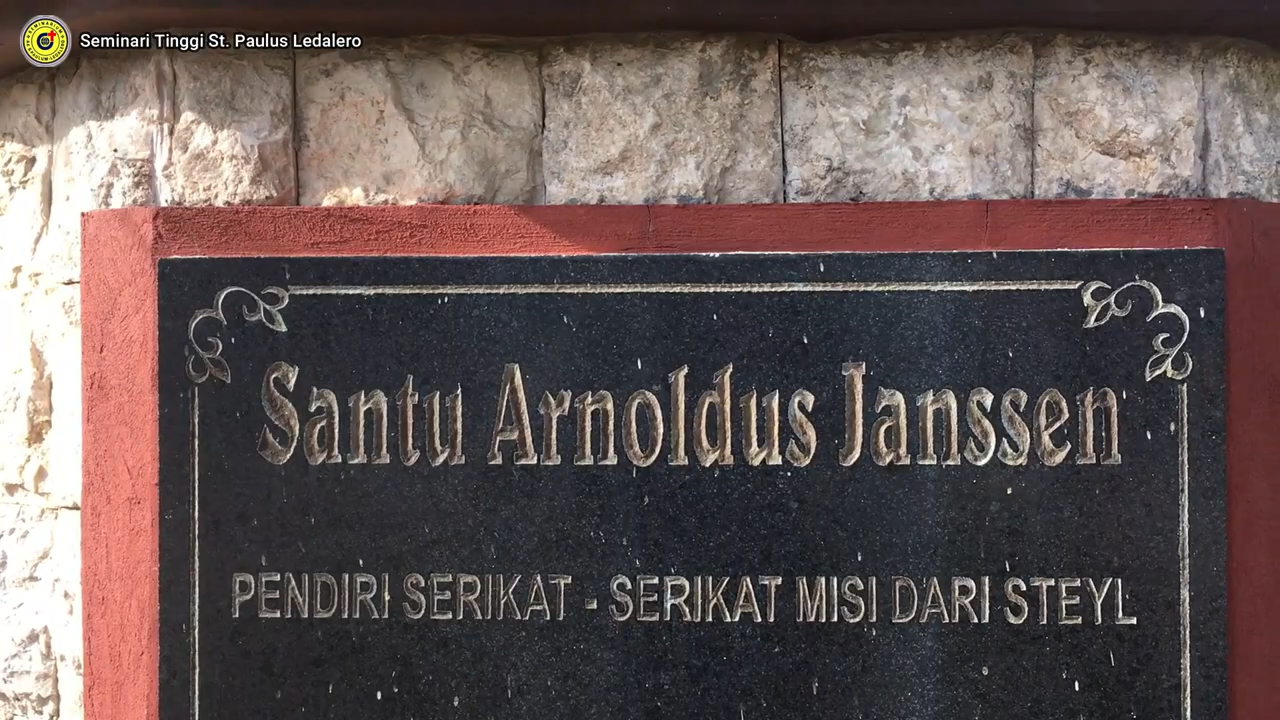 Seminari Tinggi St. Paulus Ledalero
Santu Arnoldus Janssen
PENDIRI SERIKAT - SERIKAT MISI DARI STEYL